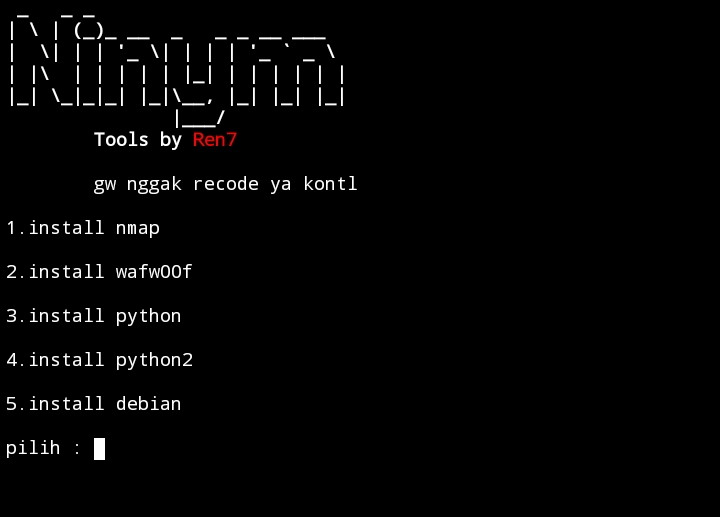 Ninym
Tools by Ren7
gw nggak recode ya kontl
1.install nmap
2.install wafwOOf
3.install python
4.install python2
5.install debian
pilih :